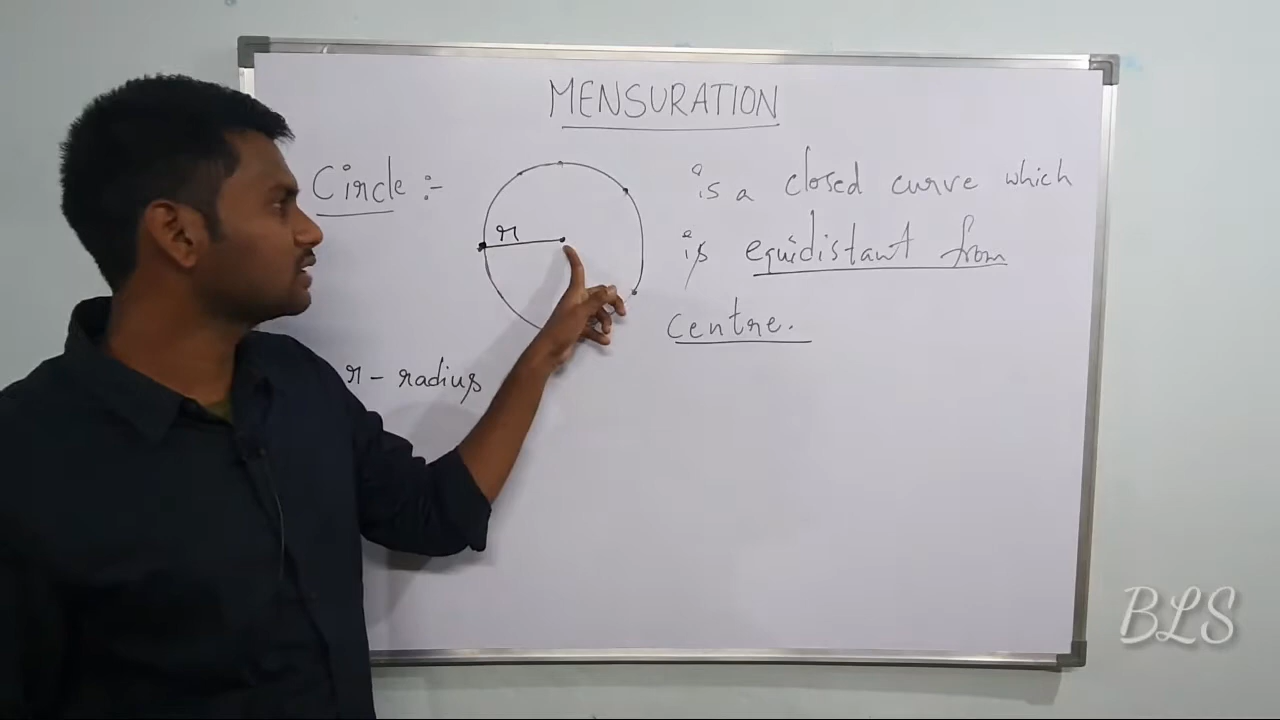 MENSURATION
Circle :-
is a closed curve which
is equidistant from
centre.
r
r - radius
BLS